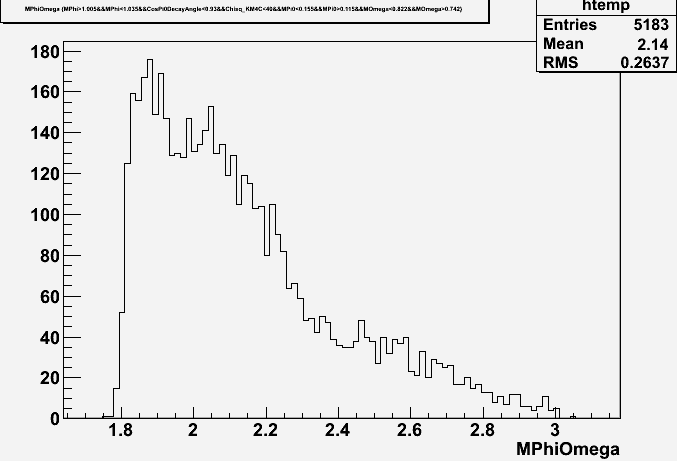 MPhiOmega {MPhi>1.005&&MPhi<1.035&&CosPi0DecayAngle<0.93&&Chisq_KM4C<40&&MPi0<0.155&&MPi0>0.115&&MOmega<0.822&&MOmega>0.742}
htemp
Entries 5183
Mean 2.14
RMS 0.2637
180
160
140
120
100
80
60
40
20
0
1.8 2 2.2 2.4 2.6 2.8 3
MPhiOmega